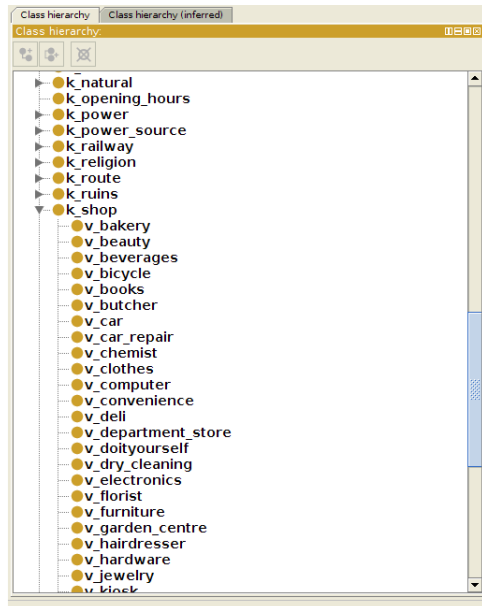 Class hierarchy Class hierarchy (inferred)
Class hierarchy:
k_natural
k_opening_hours
k_power
k_power_source
k_railway
k_religion
k_route
k_ruins
k_shop
v_bakery
v_beauty
v_beverages
v_bicycle
v_books
v_butcher
v_car
v_car_repair
v_chemist
v_clothes
v_computer
v_convenience
v_deli
v_department_store
v_doityourself
v_dry_cleaning
v_electronics
v_florist
v_furniture
v_garden_centre
v_hairdresser
v_hardware
v_jewelry
v_kiosk